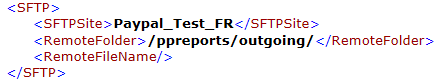 <SFTP>
<SFTPSite>Paypal_Test_FR</SFTPSite>
<RemoteFolder>/ppreports/outgoing/</RemoteFolder>
<RemoteFileName/>
</SFTP>